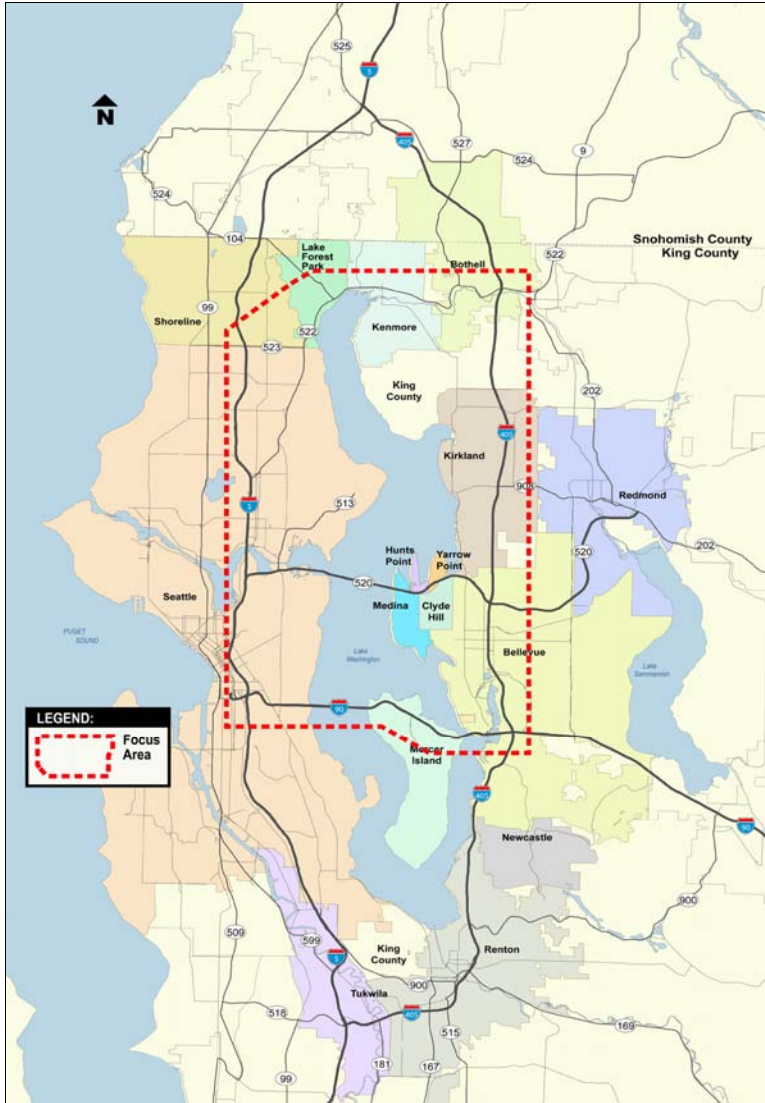 5
525
N
405
527
524
9
524
104
Lake
Forest
Park
Snohomish County
King County
522
Bothell
99
Shoreline
522
Kenmore
523
King
County
202
405
Kirkland
908
Redmond
5
513
Hunts
Point
Yarrow
Point
520
202
520
Seattle
Medina
Clyde
Hill
PUGET
SOUND
Lake
Washington
Bellevue
Lake
Sammamish
LEGEND:
Focus
Area
90
Mercer
Island
405
90
Newcastle
900
509
599
King
County
Renton
5
900
Tukwila
518
405
515
169
99
181
167